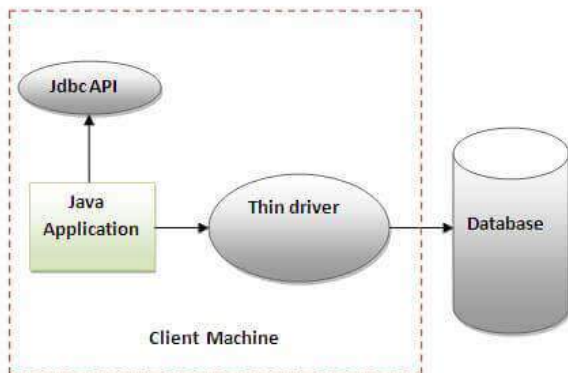 Jdbc API
Java
Application
Thin driver
Database
Client Machine